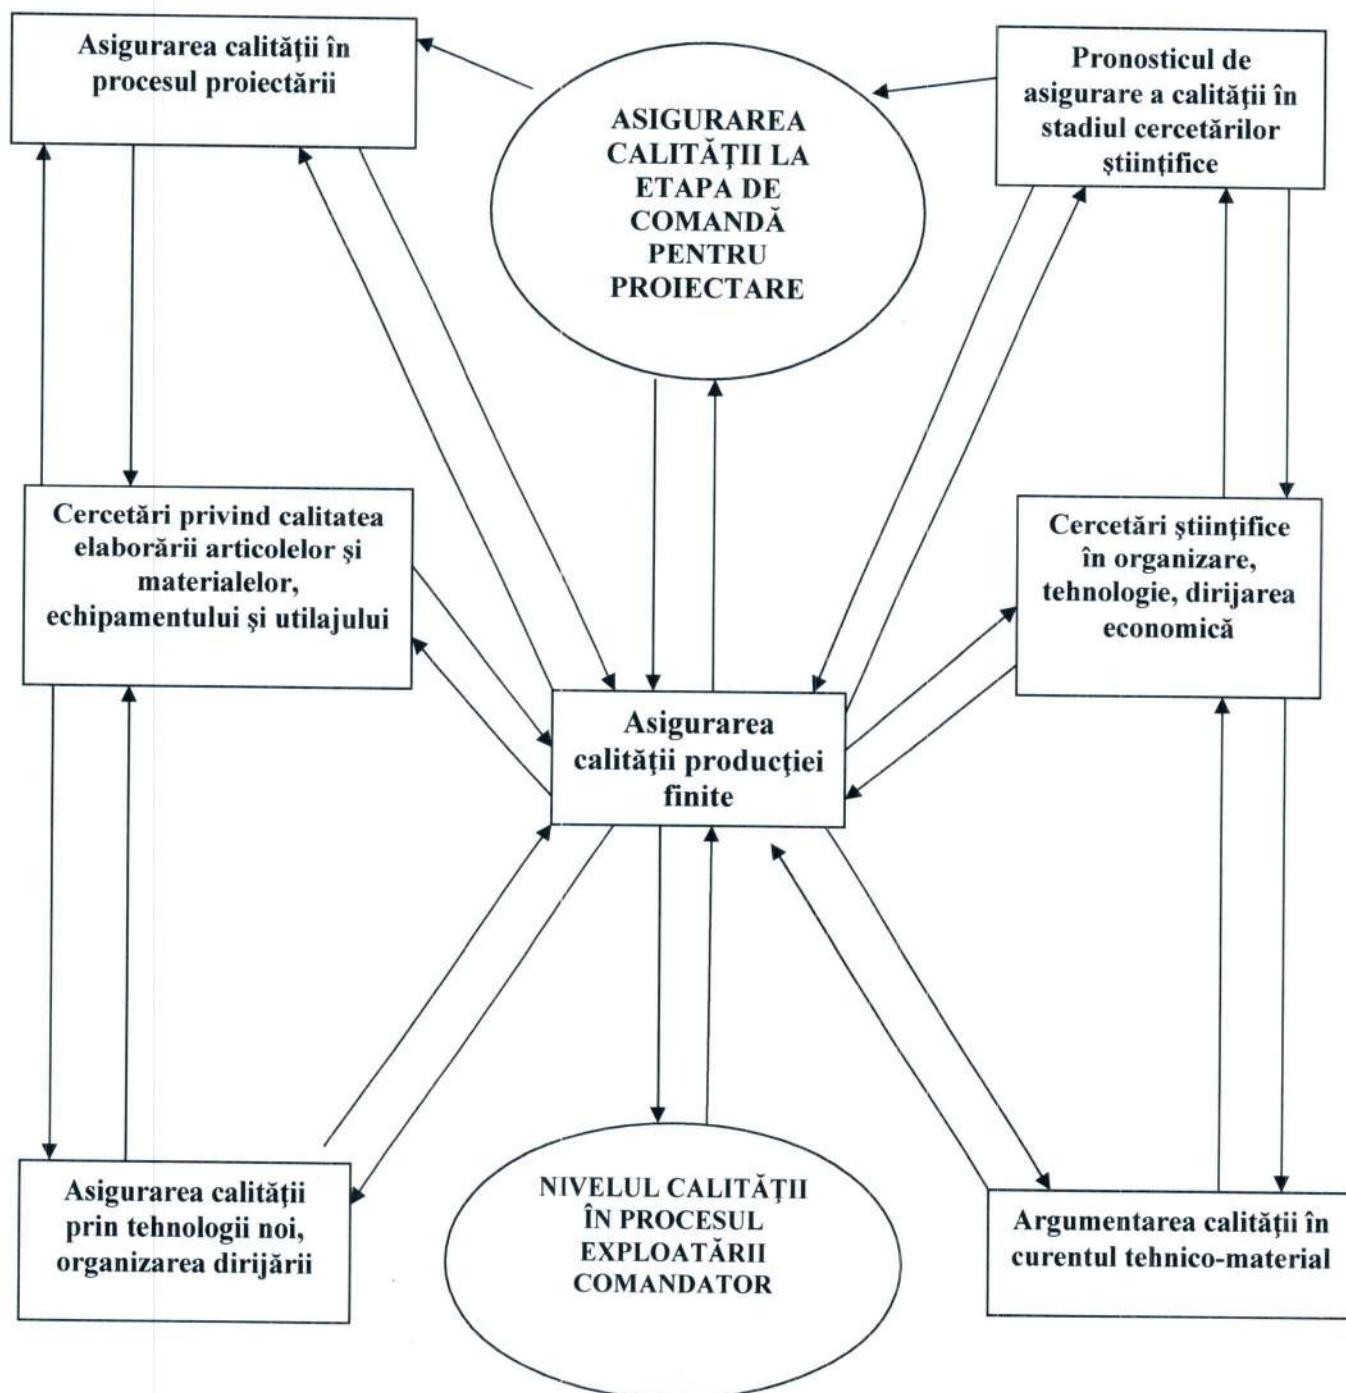 Asigurarea calităţii în
procesul proiectării
ASIGURAREA
CALITĂŢII LA
ETAPA DE
COMANDĂ
PENTRU
PROIECTARE
Pronosticul de
asigurare a calităţii în
stadiul cercetărilor
ştiinţifice
Cercetări privind calitatea
elaborării articolelor şi
materialelor,
echipamentului şi utilajului
Cercetări ştiinţifice
în organizare,
tehnologie, dirijarea
economică
Asigurarea
calităţii producţiei
finite
Asigurarea calităţii
prin tehnologii noi,
organizarea dirijării
NIVELUL CALITĂŢII
ÎN PROCESUL
EXPLOATĂRII
COMANDATOR
Argumentarea calităţii în
curentul tehnico-material